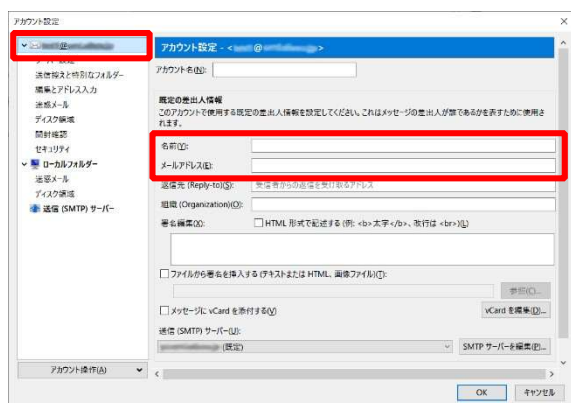 アカウント設定
アカウント設定 - <
@
>
サーバー設定
送信控えと特別なフォルダー
編集とアドレス入力
迷惑メール
ディスク領域
開封確認
セキュリティ
ローカルフォルダー
迷惑メール
ディスク領域
送信 (SMTP) サーバー
アカウント操作(A)
アカウント名(N):
既定の差出人情報
このアカウントで使用する既定の差出人情報を設定してください。これはメッセージの差出人が誰であるかを表すために使用さ
れます。
名前(Y):
メールアドレス(E):
返信先 (Reply-to)(S): 受信者からの返信を受け取るアドレス
組織 (Organization)(O):
署名編集(X): HTML 形式で記述する (例: <b>太字</b>、改行は <br>)(L)
ファイルから署名を挿入する (テキストまたは HTML、画像ファイル)(T):
参照(C)...
メッセージに vCard を添付する(V) vCard を編集(D)...
送信 (SMTP) サーバー(U):
(既定) SMTP サーバーを編集(P)...
OK キャンセル